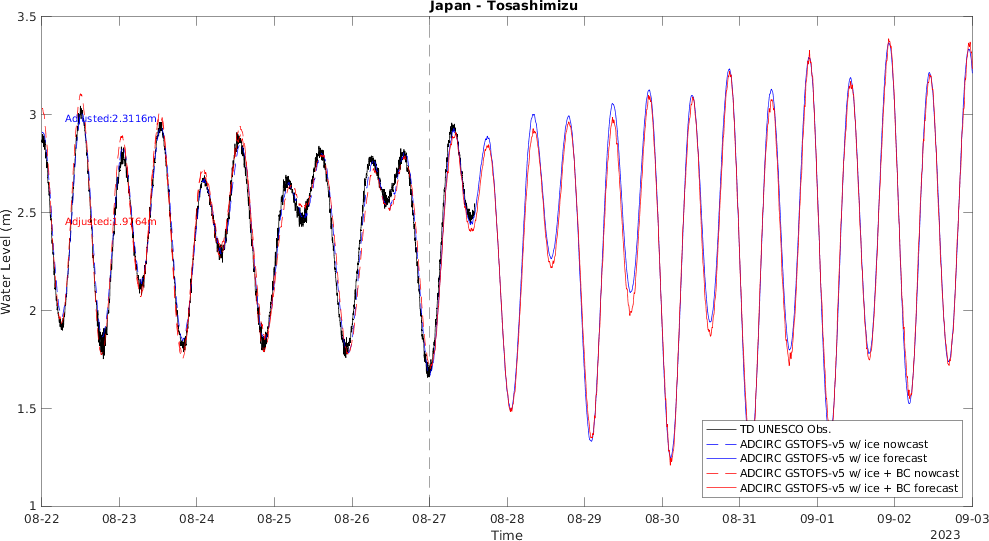 Japan - Tosashimizu
3.5
3
2.5
2
1.5
1
Water Level (m)
Adjusted:2.3116m
Adjusted:1.9764m
TD UNESCO Obs.
ADCIRC GSTOFS-v5 w/ ice nowcast
ADCIRC GSTOFS-v5 w/ ice forecast
ADCIRC GSTOFS-v5 w/ ice + BC nowcast
ADCIRC GSTOFS-v5 w/ ice + BC forecast
08-22 08-23 08-24 08-25 08-26 08-27 08-28 08-29 08-30 08-31 09-01 09-02 09-03
Time
2023